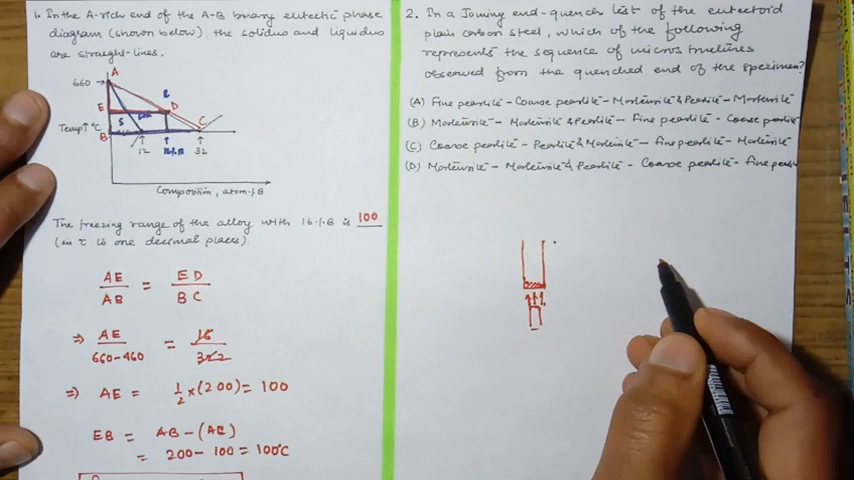 1. In the A-rich end of the A-B binary eutectic phase
diagram (shown below), the solidus and liquidus
are straight-lines.
A
660
L
E
D
S
C
Temp↑ °C
B
12
16%B
32
Composition, atom % B
The freezing range of the alloy with 16 % B is 100
(in °C to one decimal places).
AE/AB = ED/BC
⇒ AE/660-460 = 16/32 2
⇒ AE = 1/2 × (200) = 100
EB = AB - (AE)
= 200 - 100 = 100°C
2. In a Jominy end-quench test of the eutectoid
plain carbon steel, which of the following
represents the sequence of microstructures
observed from the quenched end of the specimen?
(A) Fine pearlite - Coarse pearlite - Martensite & Pearlite - Martensite
(B) Martensite - Martensite & Pearlite - Fine pearlite - Coarse pearlite
(C) Coarse pearlite - Pearlite & Martensite - fine pearlite - Martensite
(D) Martensite - Martensite & Pearlite - Coarse pearlite - fine pearlite